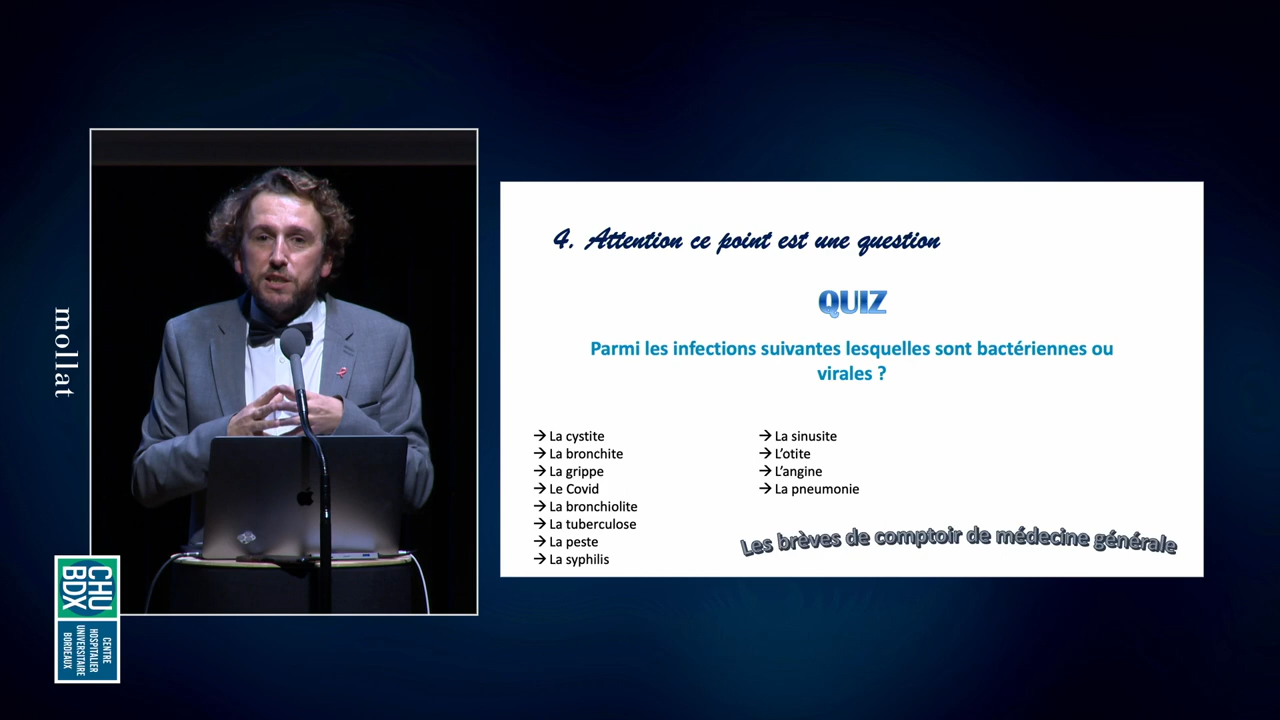 mollat
CHU
BDX
CENTRE
HOSPITALIER
UNIVERSITAIRE
BORDEAUX
4. Attention ce point est une question
QUIZ
Parmi les infections suivantes lesquelles sont bactériennes ou
virales ?
→ La cystite
→ La bronchite
→ La grippe
→ Le Covid
→ La bronchiolite
→ La tuberculose
→ La peste
→ La syphilis
→ La sinusite
→ L'otite
→ L'angine
→ La pneumonie
Les brèves de comptoir de médecine générale